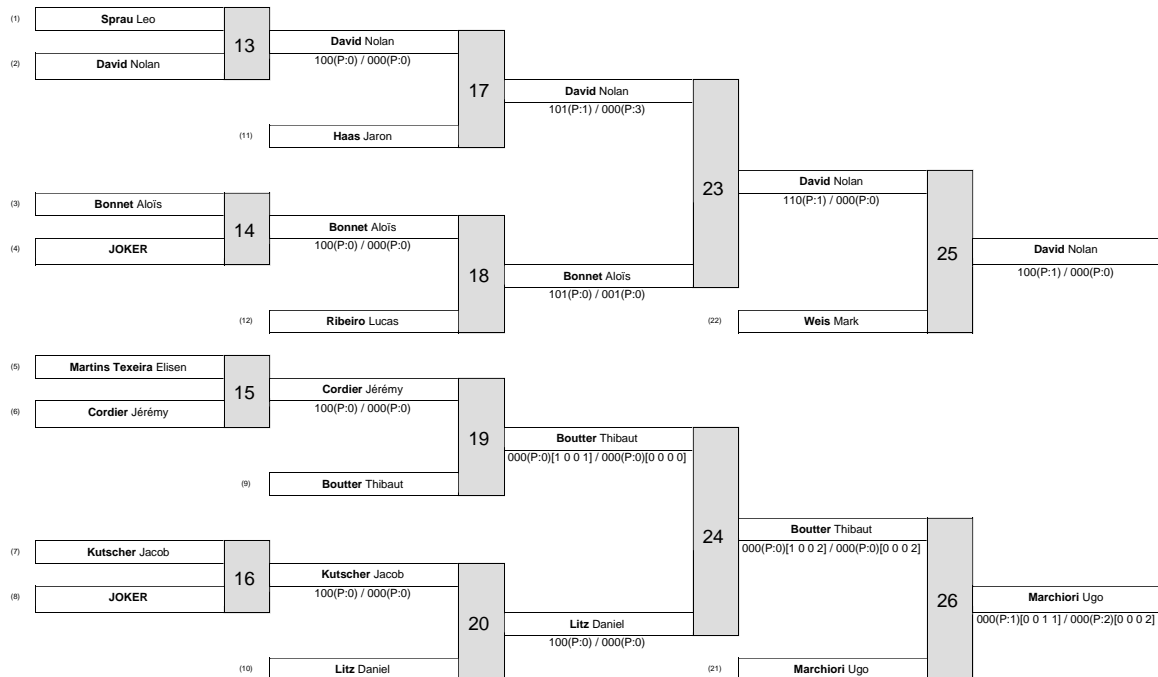 (1) Sprau Leo
13
David Nolan
100(P:0) / 000(P:0)
(2) David Nolan
17
David Nolan
101(P:1) / 000(P:3)
(11) Haas Jaron
23
David Nolan
110(P:1) / 000(P:0)
(3) Bonnet Aloïs
14
Bonnet Aloïs
100(P:0) / 000(P:0)
(4) JOKER
18
Bonnet Aloïs
101(P:0) / 001(P:0)
(12) Ribeiro Lucas
25
David Nolan
100(P:1) / 000(P:0)
(22) Weis Mark
(5) Martins Texeira Elisen
15
Cordier Jérémy
100(P:0) / 000(P:0)
(6) Cordier Jérémy
19
Boutter Thibaut
000(P:0)[1 0 0 1] / 000(P:0)[0 0 0 0]
(9) Boutter Thibaut
24
Boutter Thibaut
000(P:0)[1 0 0 2] / 000(P:0)[0 0 0 2]
(7) Kutscher Jacob
16
Kutscher Jacob
100(P:0) / 000(P:0)
(8) JOKER
20
Litz Daniel
100(P:0) / 000(P:0)
(10) Litz Daniel
26
Marchiori Ugo
000(P:1)[0 0 1 1] / 000(P:2)[0 0 0 2]
(21) Marchiori Ugo